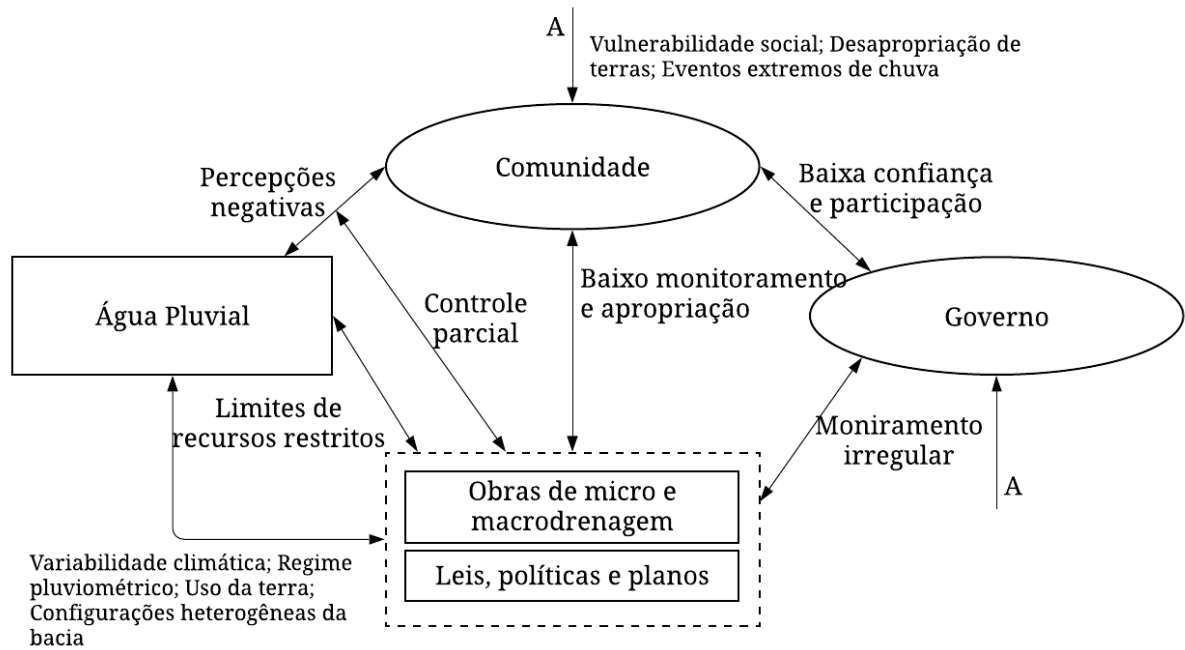 A
Vulnerabilidade social; Desapropriação de
terras; Eventos extremos de chuva
Comunidade
Percepções
negativas
Baixa confiança
e participação
Água Pluvial
Controle
parcial
Baixo monitoramento
e apropriação
Governo
Limites de
recursos restritos
Moniramento
irregular
A
Obras de micro e
macrodrenagem
Leis, políticas e planos
Variabilidade climática; Regime
pluviométrico; Uso da terra;
Configurações heterogêneas da
bacia